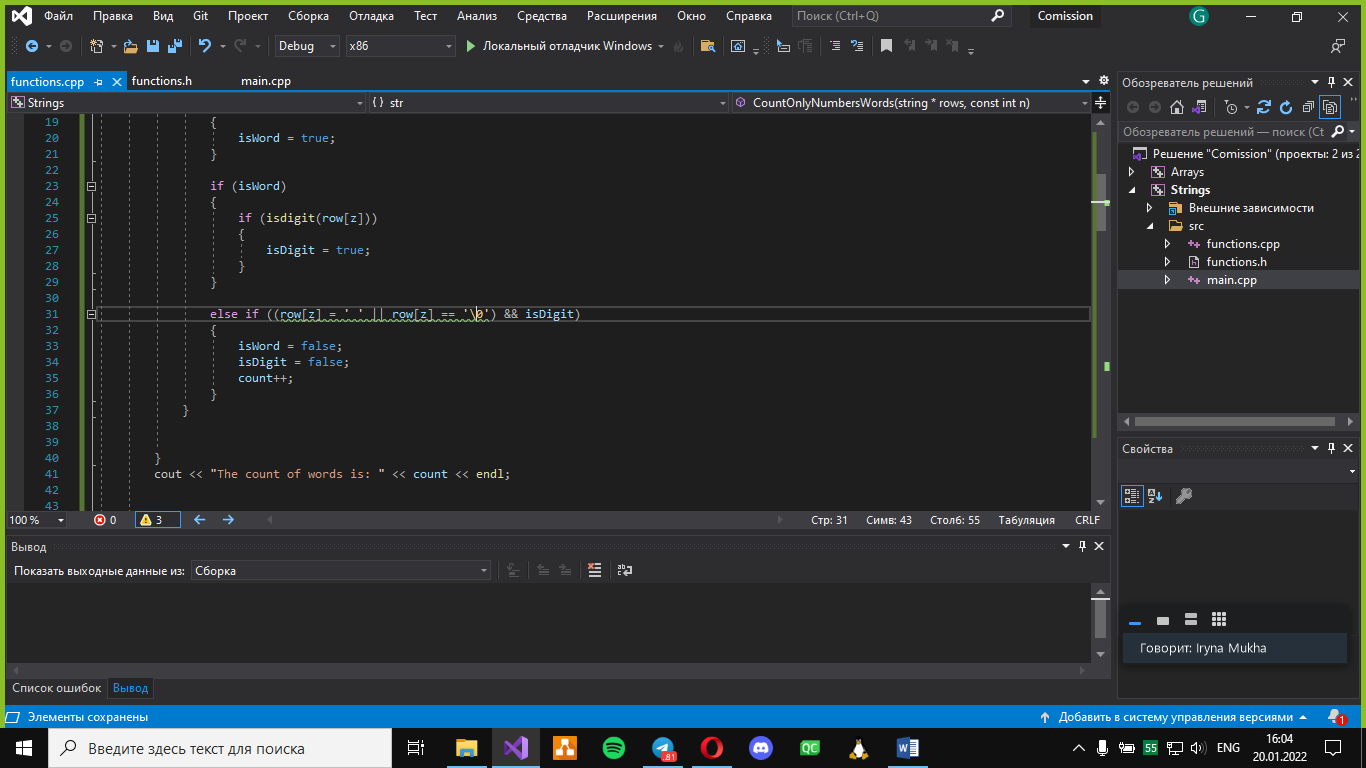 Файл Правка Вид Git Проект Сборка Отладка Тест Анализ Средства Расширения Окно Справка Поиск (Ctrl+Q) Comission G
Debug x86 Локальный отладчик Windows
functions.cpp functions.h main.cpp
Strings {} str CountOnlyNumbersWords(string * rows, const int n)
19 {
20 isWord = true;
21 }
22
23 if (isWord)
24 {
25 if (isdigit(row[z]))
26 {
27 isDigit = true;
28 }
29 }
30
31 else if ((row[z] = ' ' || row[z] == '\0') && isDigit)
32 {
33 isWord = false;
34 isDigit = false;
35 count++;
36 }
37 }
38
39
40 }
41 cout << "The count of words is: " << count << endl;
42
43
100 % 0 3 Стр: 31 Симв: 43 Столб: 55 Табуляция CRLF
Вывод
Показать выходные данные из: Сборка
Список ошибок Вывод
Обозреватель решений
Обозреватель решений — поиск (Ct
Решение "Comission" (проекты: 2 из 2
Arrays
Strings
Внешние зависимости
src
functions.cpp
functions.h
main.cpp
Свойства
Говорит: Iryna Mukha
Элементы сохранены Добавить в систему управления версиями 1
Введите здесь текст для поиска 81 QC W 55 ENG 16:04
20.01.2022